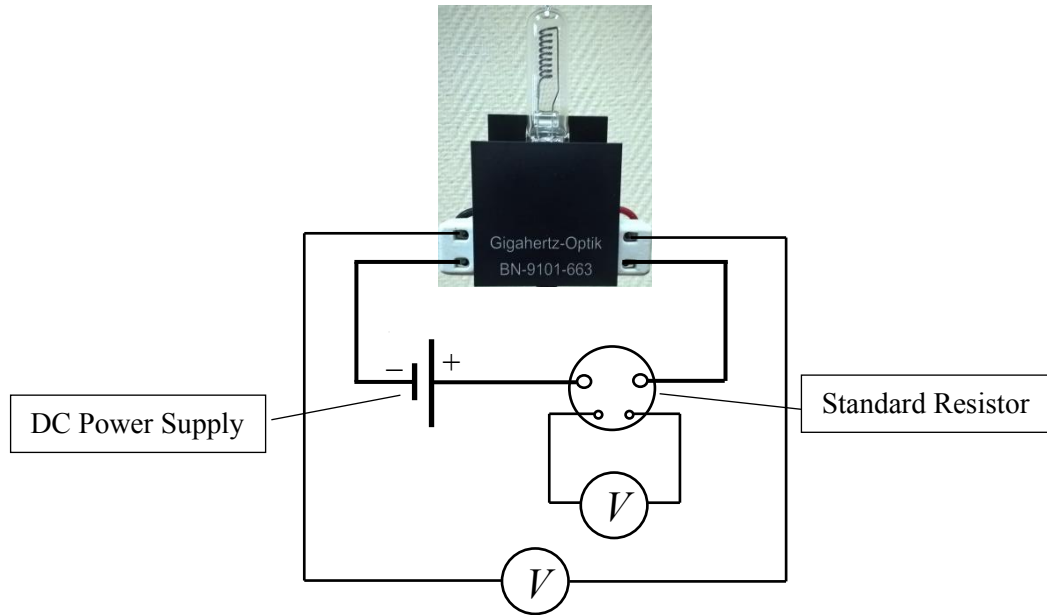 Gigahertz-Optik
BN-9101-663
− +
DC Power Supply
Standard Resistor
V
V